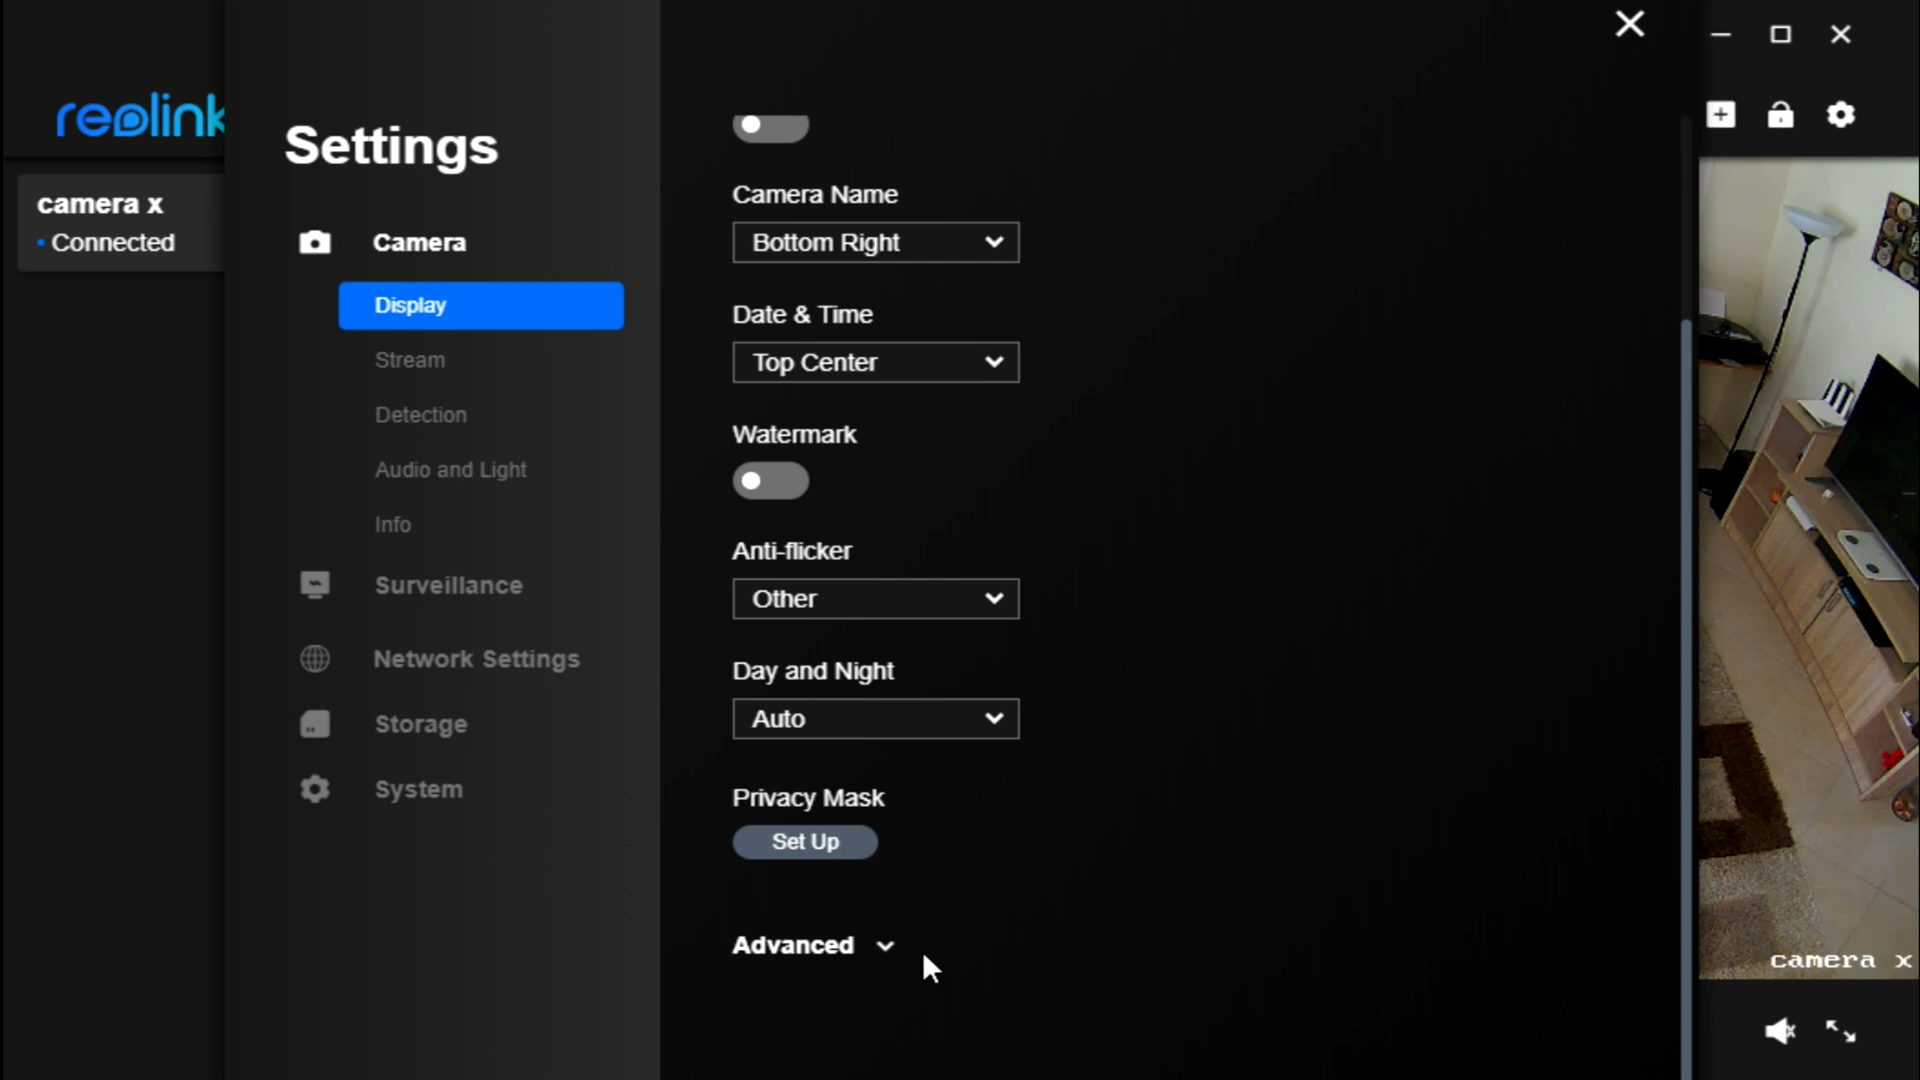 reolink
camera x
Connected
Settings
Camera
Display
Stream
Detection
Audio and Light
Info
Surveillance
Network Settings
Storage
System
Camera Name
Bottom Right
Date & Time
Top Center
Watermark
Anti-flicker
Other
Day and Night
Auto
Privacy Mask
Set Up
Advanced
camera x